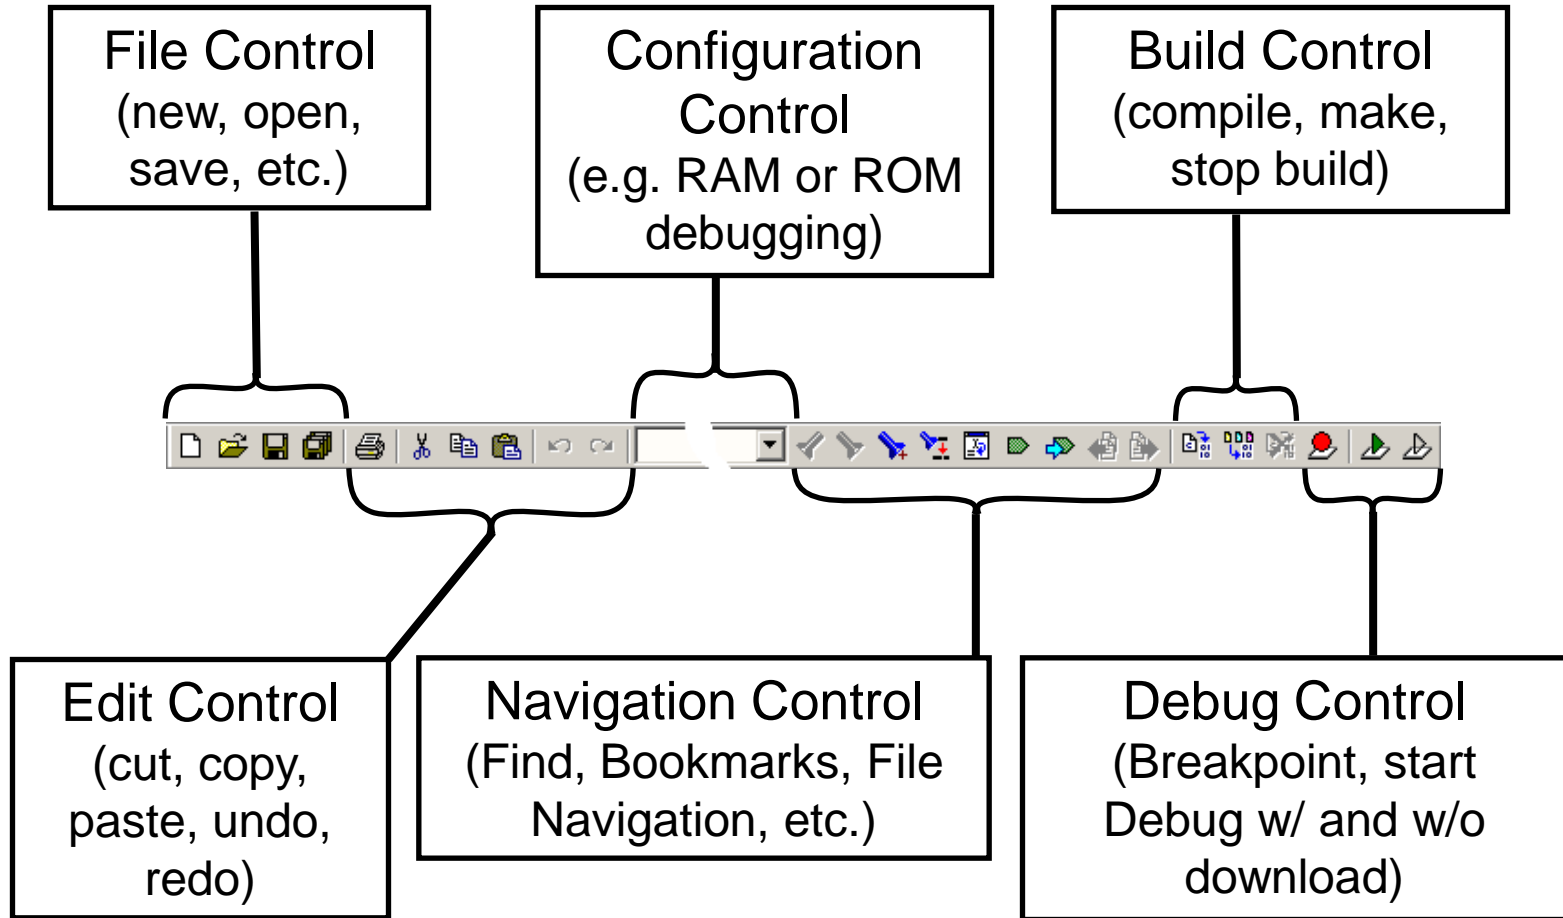 File Control
(new, open,
save, etc.)
Configuration
Control
(e.g. RAM or ROM
debugging)
Build Control
(compile, make,
stop build)
Edit Control
(cut, copy,
paste, undo,
redo)
Navigation Control
(Find, Bookmarks, File
Navigation, etc.)
Debug Control
(Breakpoint, start
Debug w/ and w/o
download)